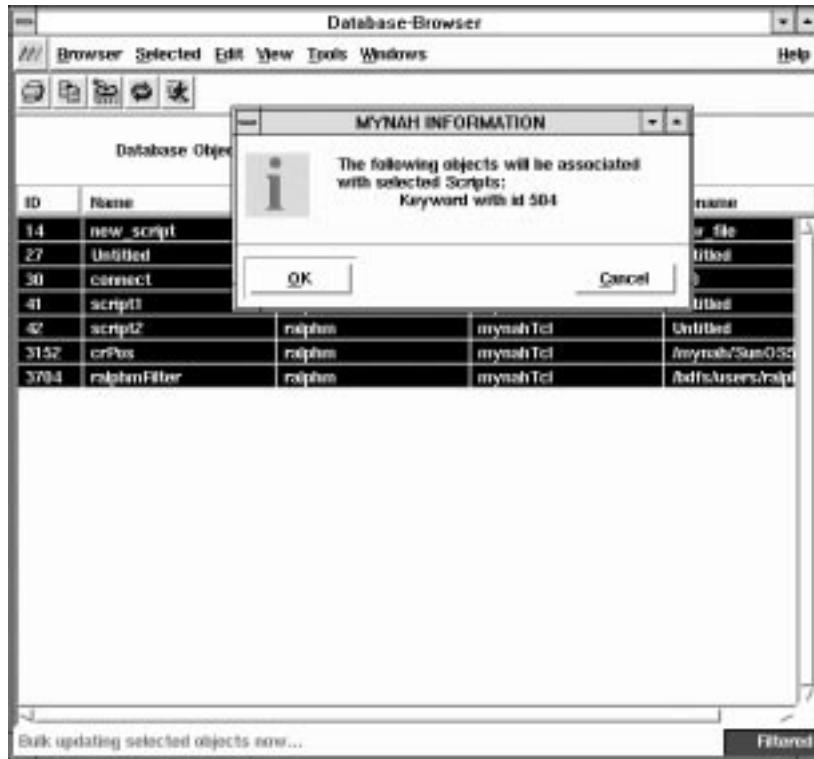 Database-Browser
Browser Selected Edit View Tools Windows Help
MYNAH INFORMATION
Database Objec
The following objects will be associated
with selected Scripts:
Keyword with id 504
OK Cancel
ID Name name
14 new_script _file
27 Untitled titled
30 connect
41 script1 titled
42 script2 ralphm mynahTcl Untitled
3152 crPos ralphm mynahTcl /mynah/SunOS5
3704 ralphmFilter ralphm mynahTcl /bdfs/users/ralp
Bulk updating selected objects now... Filtered